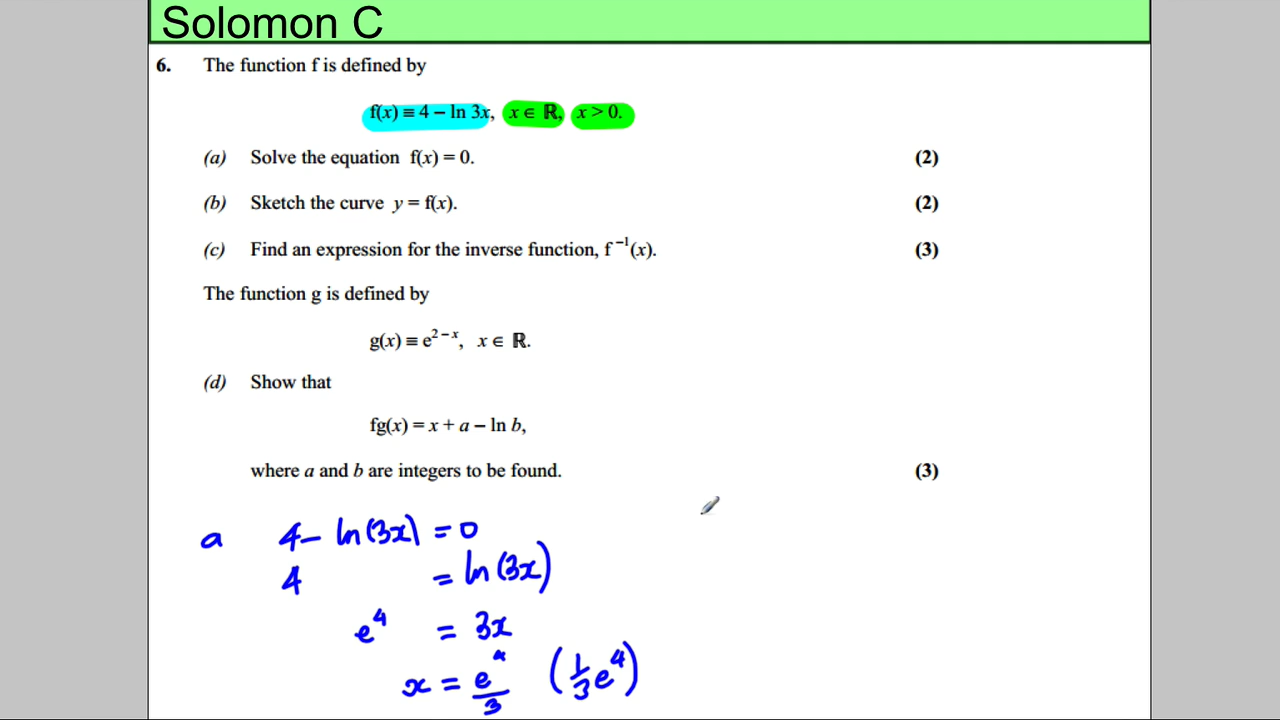 Solomon C
6. The function f is defined by
f(x) ≡ 4 – ln 3x, x ∈ ℝ, x > 0.
(a) Solve the equation f(x) = 0. (2)
(b) Sketch the curve y = f(x). (2)
(c) Find an expression for the inverse function, f⁻¹(x). (3)
The function g is defined by
g(x) ≡ e²⁻ˣ, x ∈ ℝ.
(d) Show that
fg(x) = x + a – ln b,
where a and b are integers to be found. (3)
a 4 – ln(3x) = 0
4 = ln(3x)
e⁴ = 3x
x = e⁴/3 (1/3 e⁴)